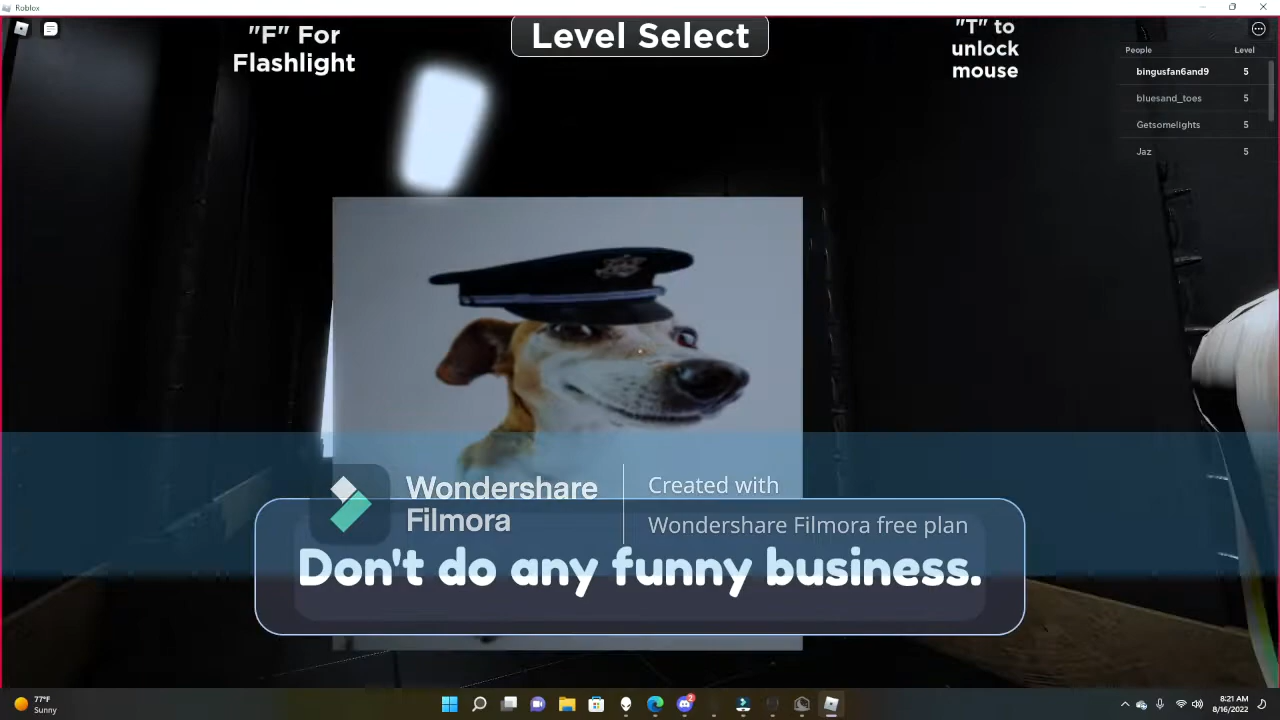 Roblox
"F" For
Flashlight
Level Select
"T" to
unlock
mouse
People Level
bingusfan6and9 5
bluesand_toes 5
Getsomelights 5
Jaz 5
Wondershare
Filmora
Created with
Wondershare Filmora free plan
Don't do any funny business.
77°F
Sunny
2
8:21 AM
8/16/2022